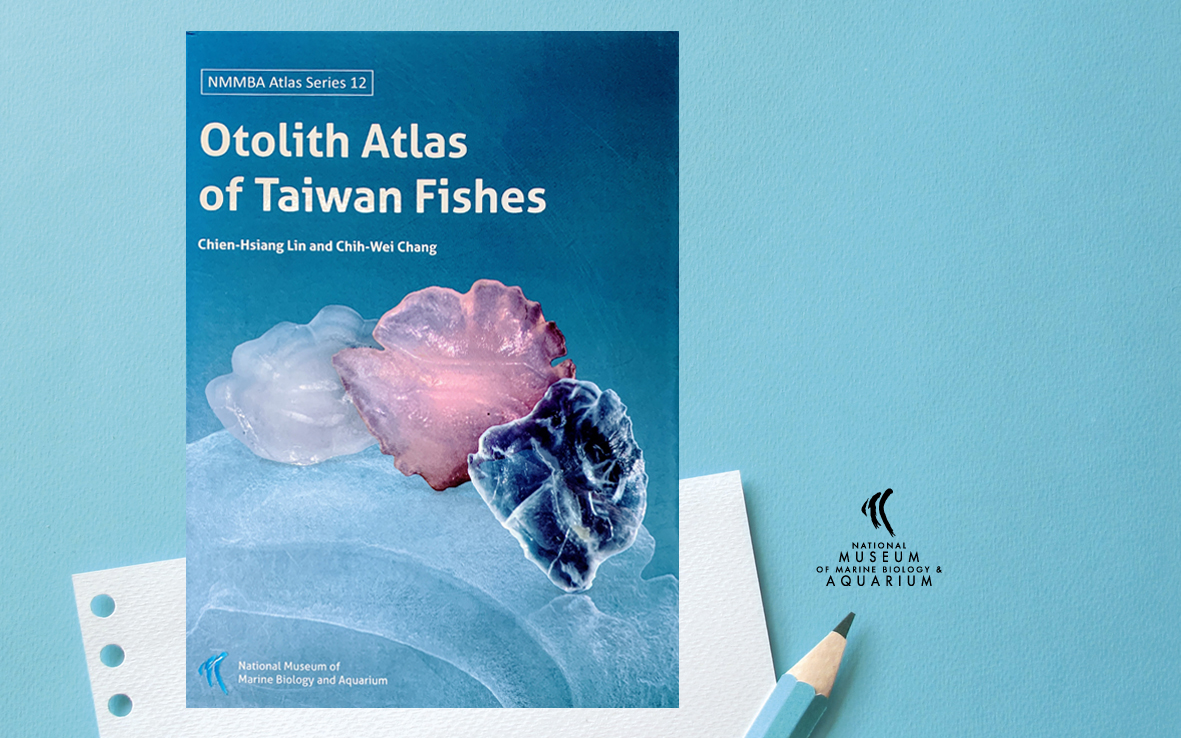 NMMBA Atlas Series 12
Otolith Atlas
of Taiwan Fishes
Chien-Hsiang Lin and Chih-Wei Chang
National Museum of
Marine Biology and Aquarium
NATIONAL
MUSEUM
OF MARINE BIOLOGY &
AQUARIUM